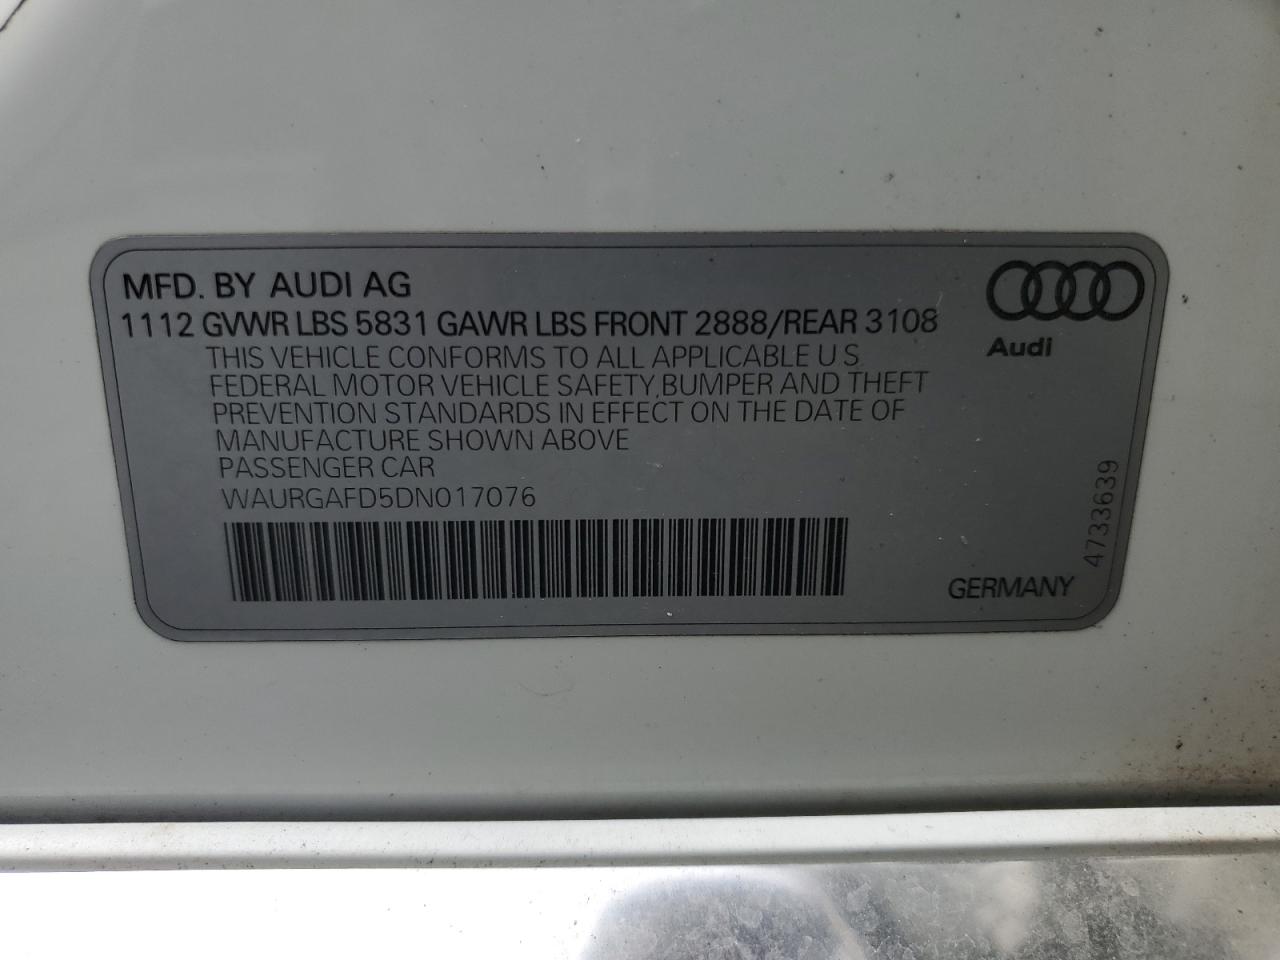 MFD. BY AUDI AG
1112 GVWR LBS 5831 GAWR LBS FRONT 2888/REAR 3108
THIS VEHICLE CONFORMS TO ALL APPLICABLE U S
FEDERAL MOTOR VEHICLE SAFETY,BUMPER AND THEFT
PREVENTION STANDARDS IN EFFECT ON THE DATE OF
MANUFACTURE SHOWN ABOVE
PASSENGER CAR
WAURGAFD5DN017076
Audi
4733639
GERMANY